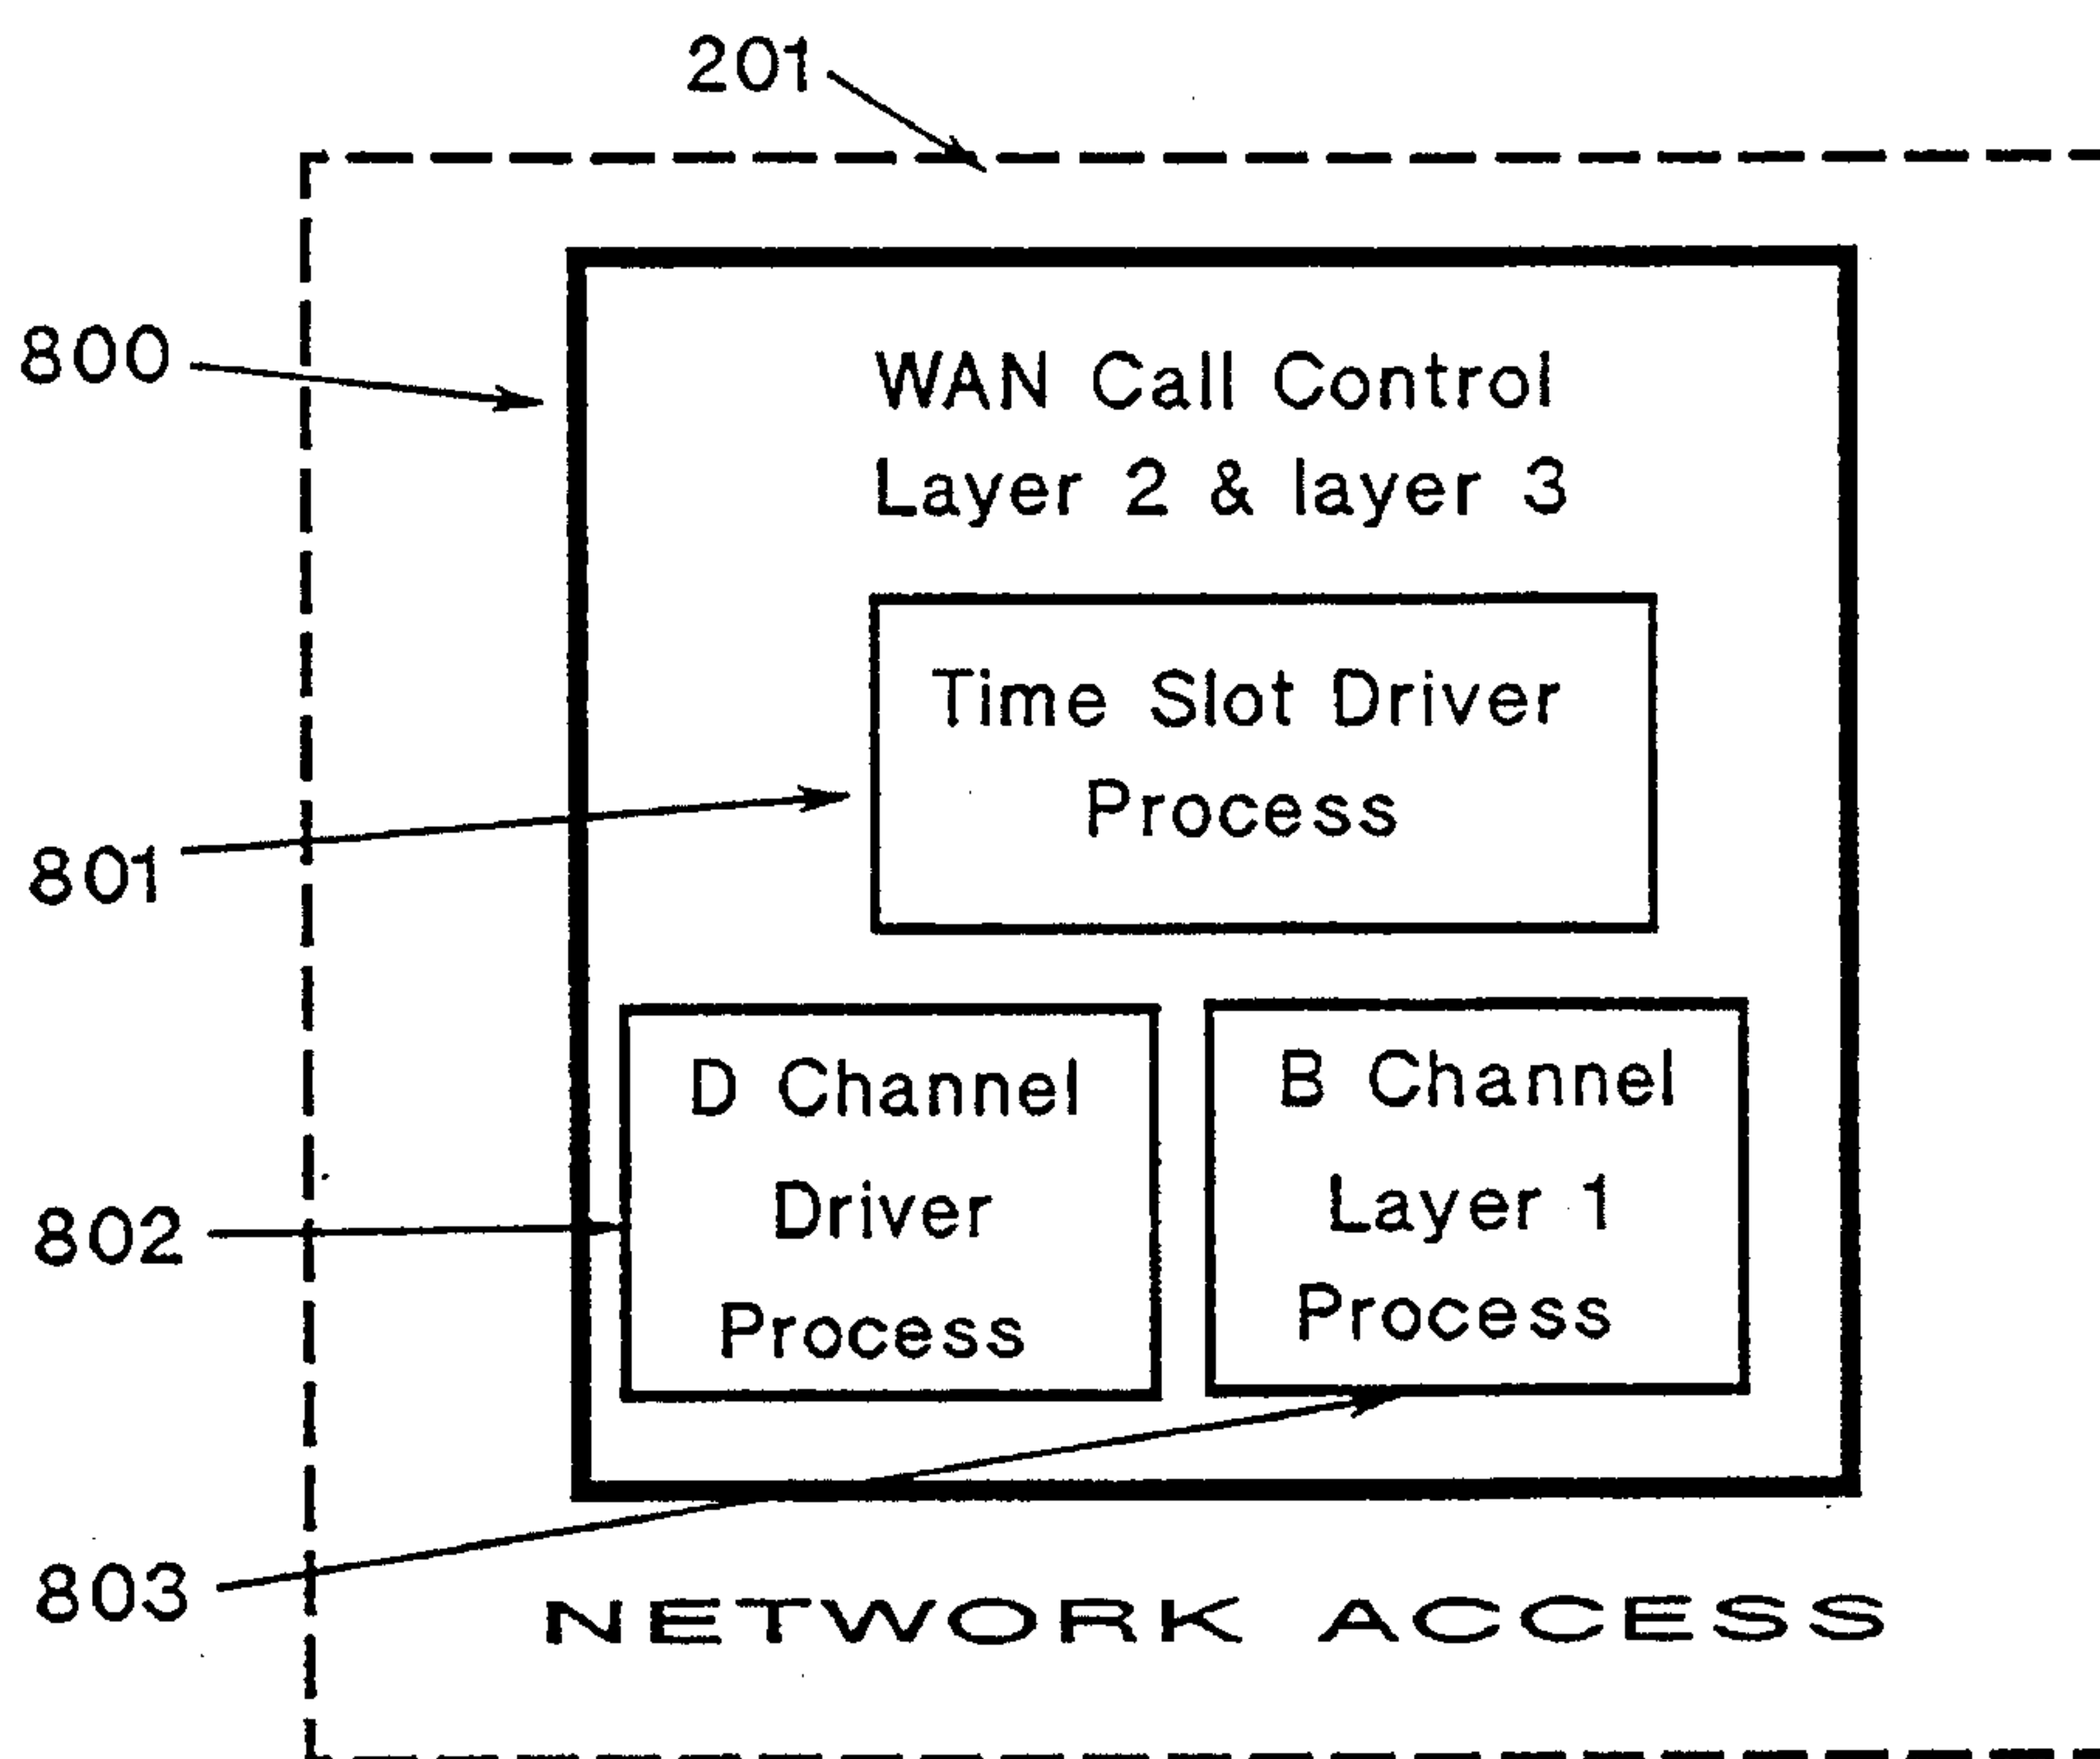 201
800
WAN Call Control
Layer 2 & layer 3
Time Slot Driver
Process
801
D Channel
Driver
Process
B Channel
Layer 1
Process
802
803
NETWORK ACCESS